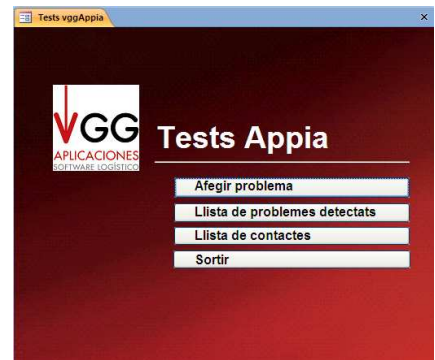 Tests vggAppia
VGG
APLICACIONES
SOFTWARE LOGÍSTICO
Tests Appia
Afegir problema
Llista de problemes detectats
Llista de contactes
Sortir